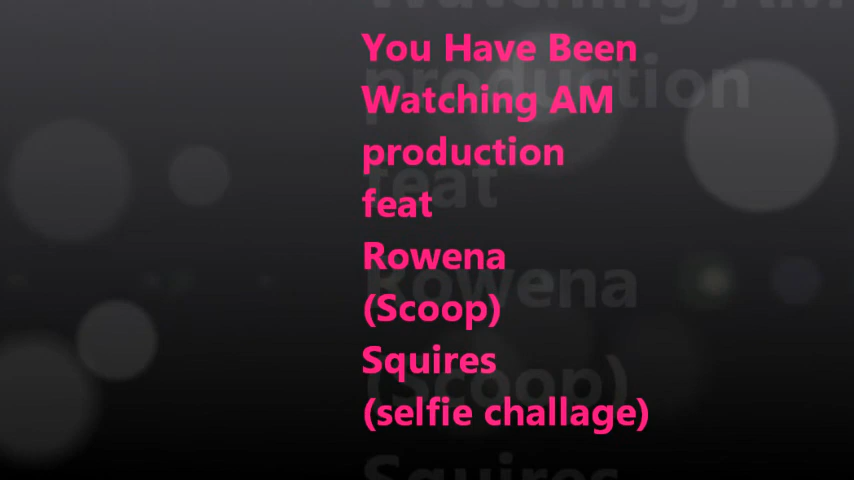 You Have Been
Watching AM
production
feat
Rowena
(Scoop)
Squires
(selfie challage)